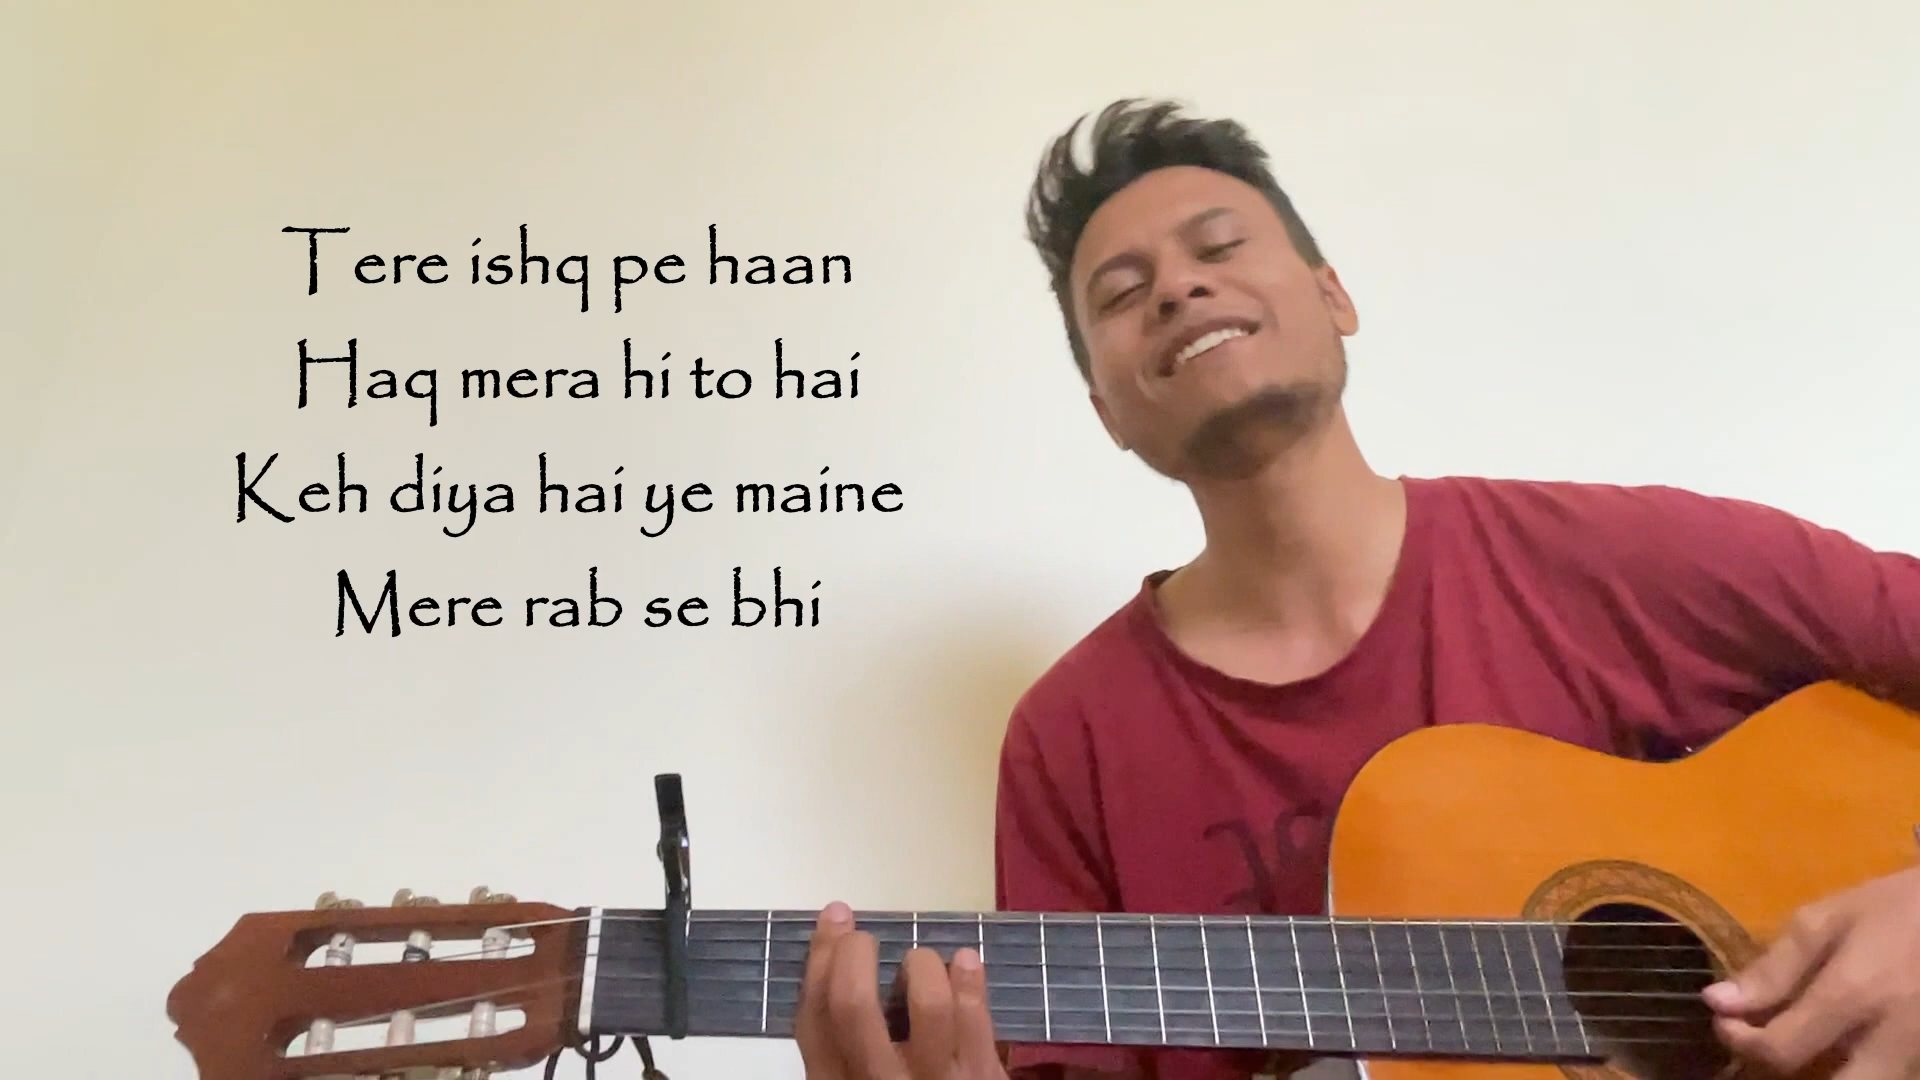 Tere ishq pe haan
Haq mera hi to hai
Keh diya hai ye maine
Mere rab se bhi